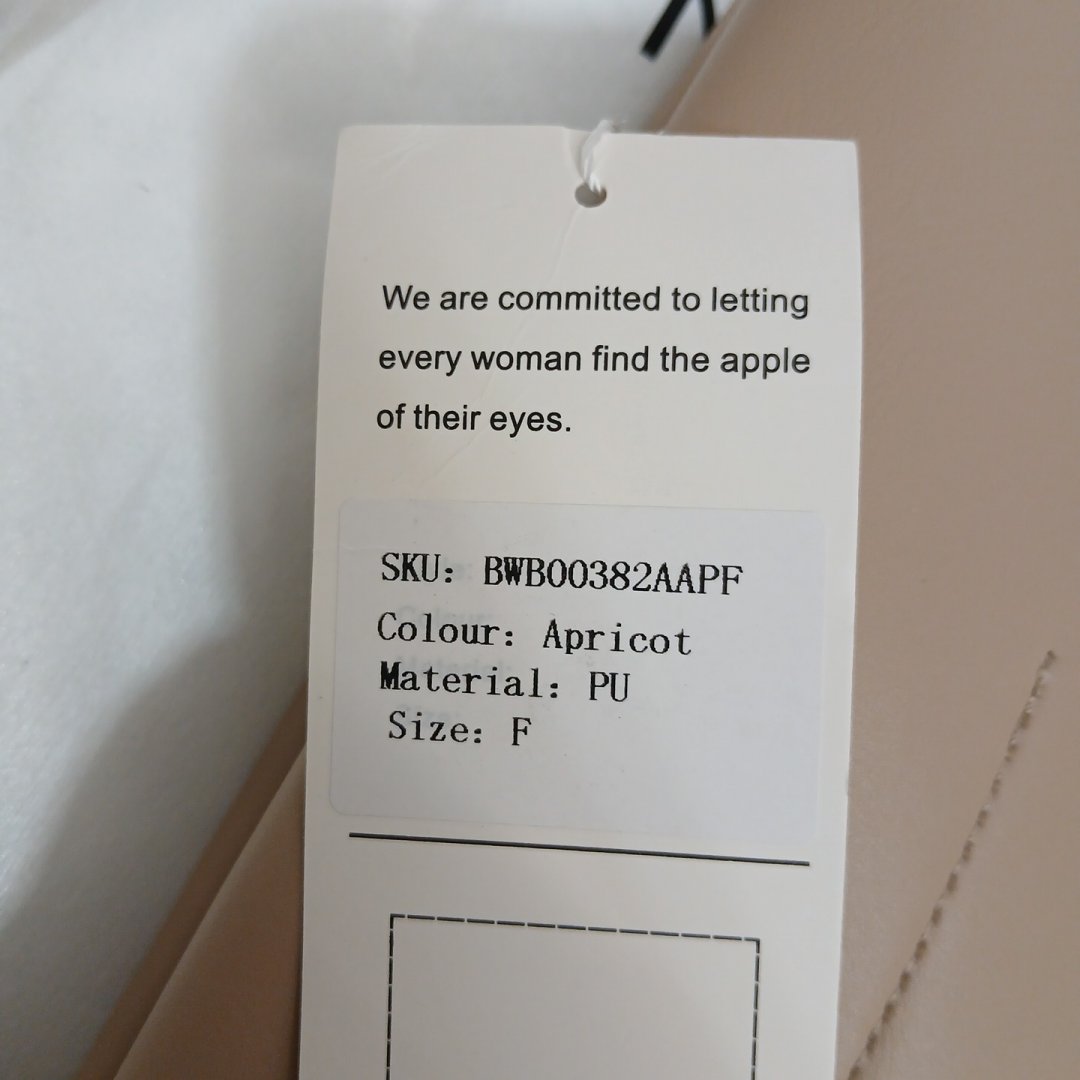 We are committed to letting
every woman find the apple
of their eyes.
SKU: BWB00382AAPF
Colour: Apricot
Material: PU
Size: F